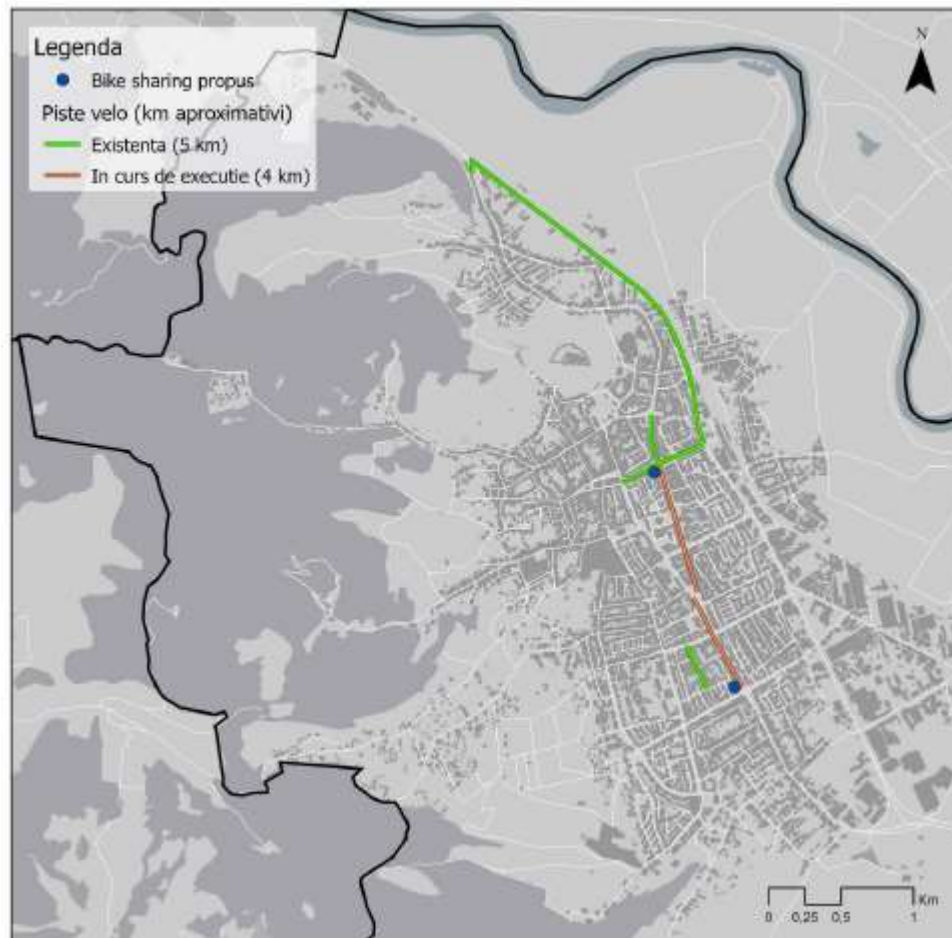 Legenda
Bike sharing propus
Piste velo (km aproximativi)
Existenta (5 km)
In curs de executie (4 km)
N
Km
0 0,25 0,5 1